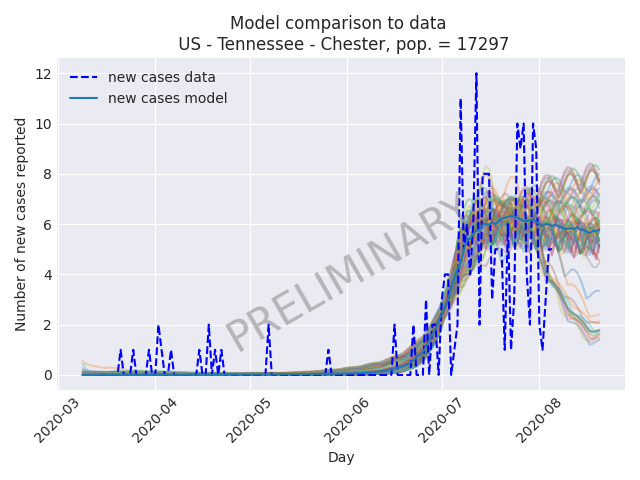 Model comparison to data
US - Tennessee - Chester, pop. = 17297
new cases data
new cases model
PRELIMINARY
Number of new cases reported
12
10
8
6
4
2
0
2020-03
2020-04
2020-05
2020-06
2020-07
2020-08
Day